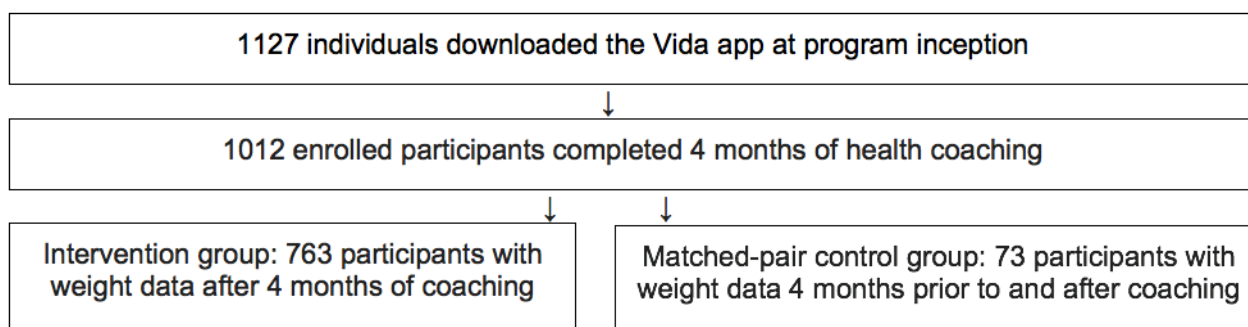 1127 individuals downloaded the Vida app at program inception
↓
1012 enrolled participants completed 4 months of health coaching
↓ ↓
Intervention group: 763 participants with
weight data after 4 months of coaching
Matched-pair control group: 73 participants with
weight data 4 months prior to and after coaching